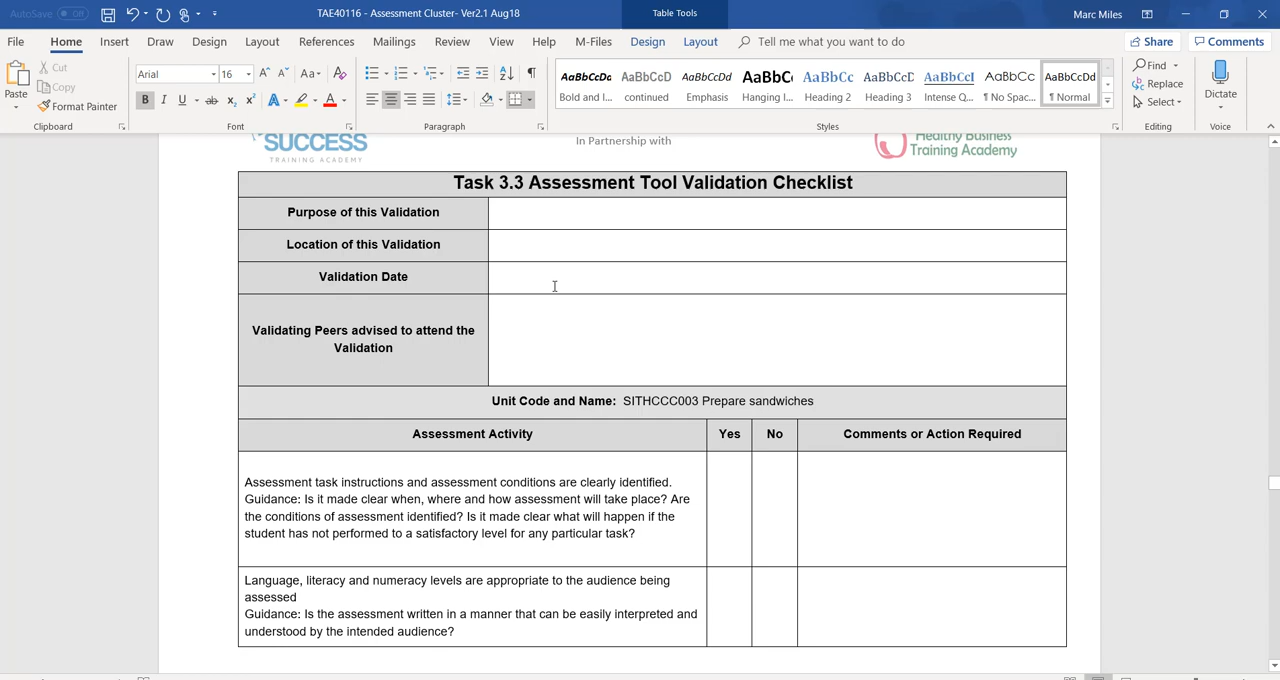 AutoSave Off
TAE40116 - Assessment Cluster- Ver2.1 Aug18
Table Tools
Marc Miles
File Home Insert Draw Design Layout References Mailings Review View Help M-Files Design Layout Tell me what you want to do Share Comments
Paste
Cut
Copy
Format Painter
Arial 16
AaBbCcDc AaBbCcD AaBbCcDd AaBbC AaBbCc AaBbCcD AaBbCcI AaBbCc AaBbCcDd
Bold and I... continued Emphasis Hanging I... Heading 2 Heading 3 Intense Q... ¶ No Spac... ¶ Normal
Find
Replace
Select
Dictate
Clipboard Font Paragraph Styles Editing Voice
SUCCESS
TRAINING ACADEMY
In Partnership with
Healthy Business
Training Academy
Task 3.3 Assessment Tool Validation Checklist
Purpose of this Validation
Location of this Validation
Validation Date
Validating Peers advised to attend the
Validation
Unit Code and Name: SITHCCC003 Prepare sandwiches
Assessment Activity Yes No Comments or Action Required
Assessment task instructions and assessment conditions are clearly identified.
Guidance: Is it made clear when, where and how assessment will take place? Are
the conditions of assessment identified? Is it made clear what will happen if the
student has not performed to a satisfactory level for any particular task?
Language, literacy and numeracy levels are appropriate to the audience being
assessed
Guidance: Is the assessment written in a manner that can be easily interpreted and
understood by the intended audience?